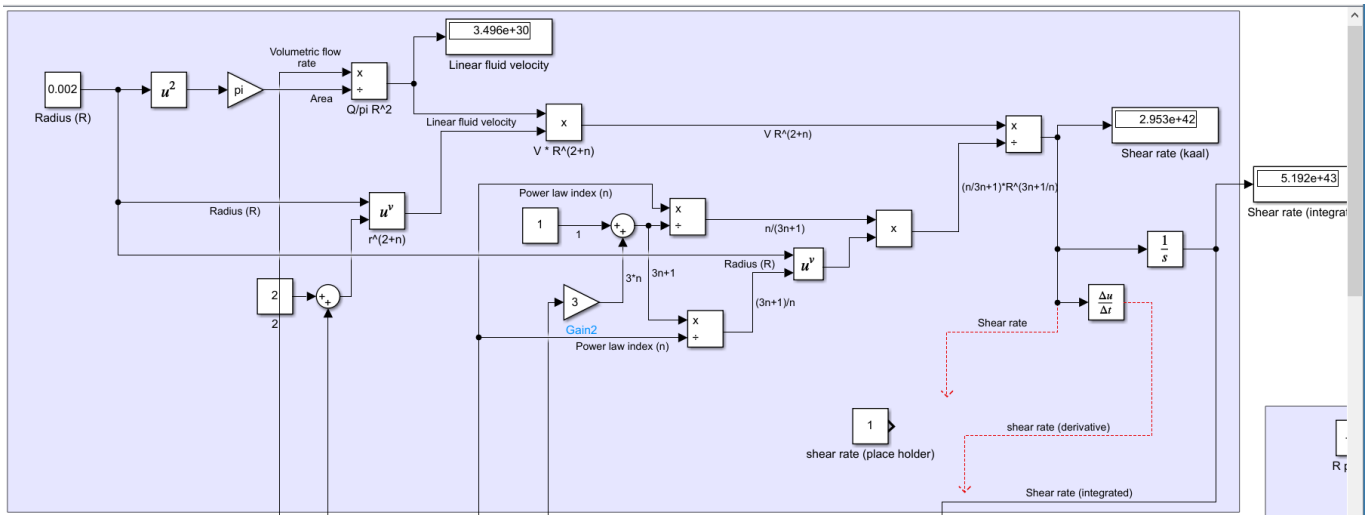 3.496e+30
Linear fluid velocity
Volumetric flow
rate
0.002
Radius (R)
u²
pi
Area
x
÷
Q/pi R^2
Linear fluid velocity
x
V * R^(2+n)
V R^(2+n)
x
÷
2.953e+42
Shear rate (kaal)
5.192e+43
Shear rate (integrat
(n/3n+1)*R^(3n+1/n)
Power law index (n)
Radius (R)
uᵛ
r^(2+n)
1
1
+
+
x
÷
n/(3n+1)
x
Radius (R)
uᵛ
3*n
3n+1
(3n+1)/n
1
s
2
2
+
+
3
Gain2
x
÷
Power law index (n)
Δu
Δt
Shear rate
1
shear rate (place holder)
shear rate (derivative)
Shear rate (integrated)